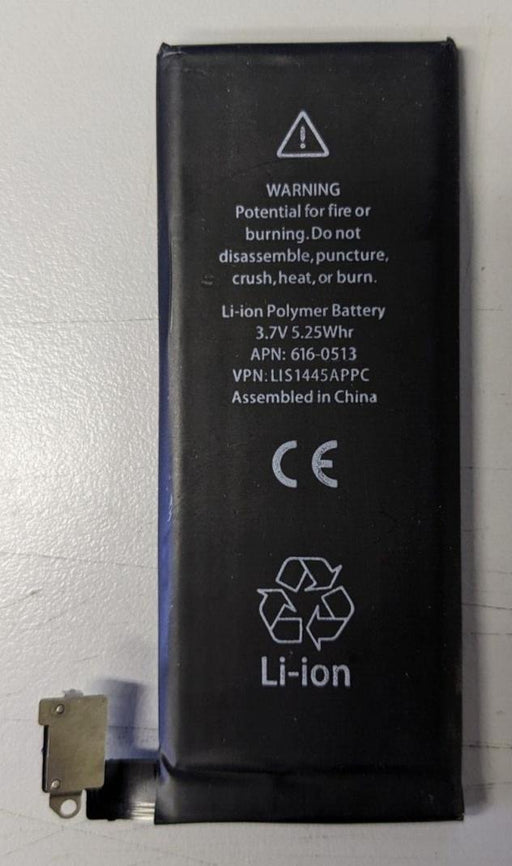 WARNING
Potential for fire or
burning. Do not
disassemble, puncture,
crush, heat, or burn.
Li-ion Polymer Battery
3.7V 5.25Whr
APN: 616-0513
VPN: LIS1445APPC
Assembled in China
CE
Li-ion